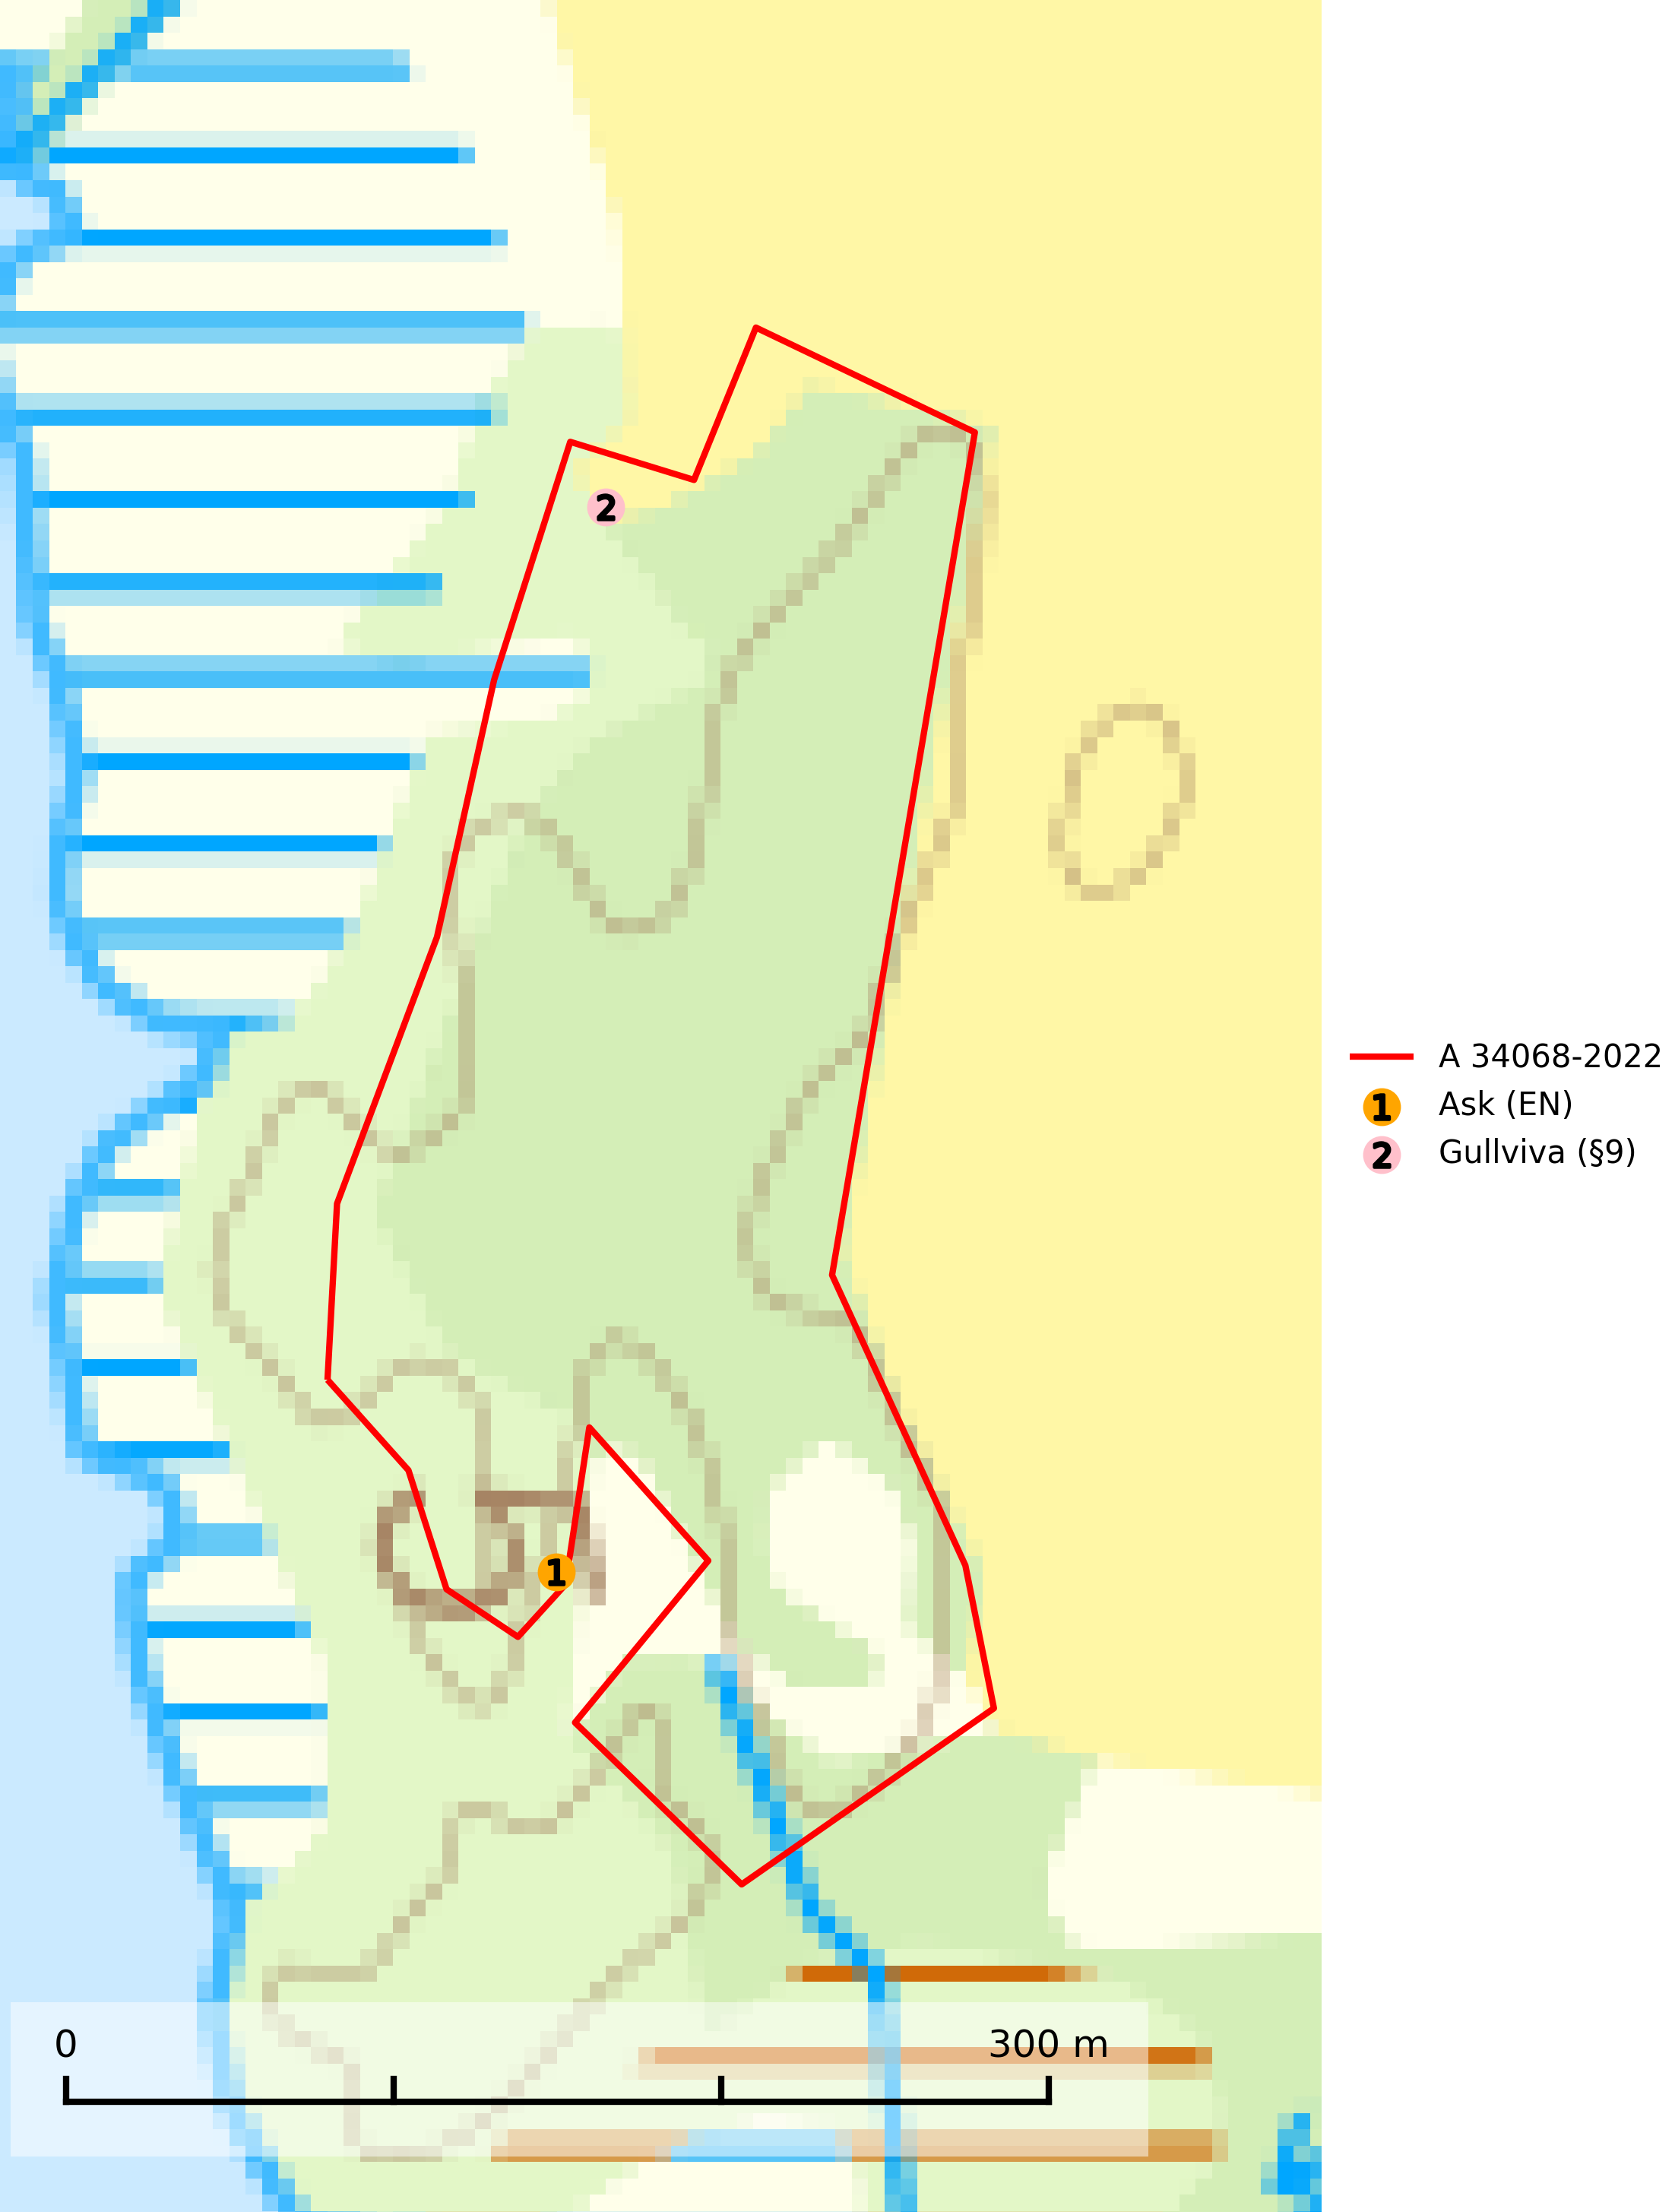 2
A 34068-2022
1 Ask (EN)
2 Gullviva (§9)
1
0 300 m